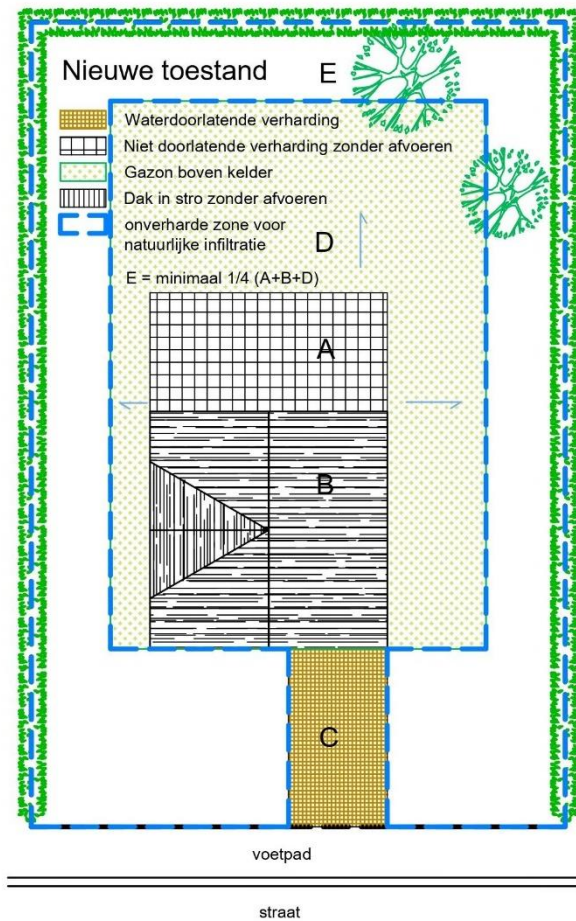 Nieuwe toestand
E
Waterdoorlatende verharding
Niet doorlatende verharding zonder afvoeren
Gazon boven kelder
Dak in stro zonder afvoeren
onverharde zone voor
natuurlijke infiltratie
D
E = minimaal 1/4 (A+B+D)
A
B
C
voetpad
straat